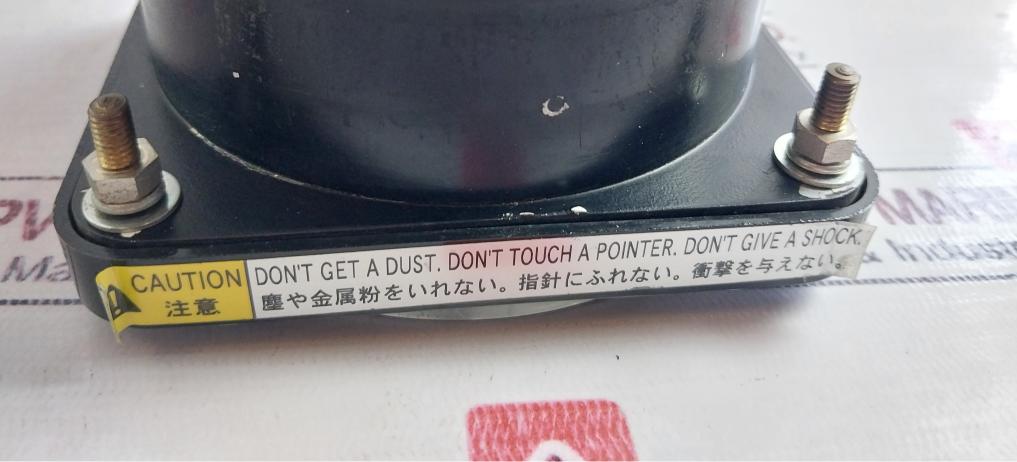 CAUTION
注意
DON'T GET A DUST. DON'T TOUCH A POINTER. DON'T GIVE A SHOCK.
塵や金属粉をいれない。指針にふれない。衝撃を与えない。